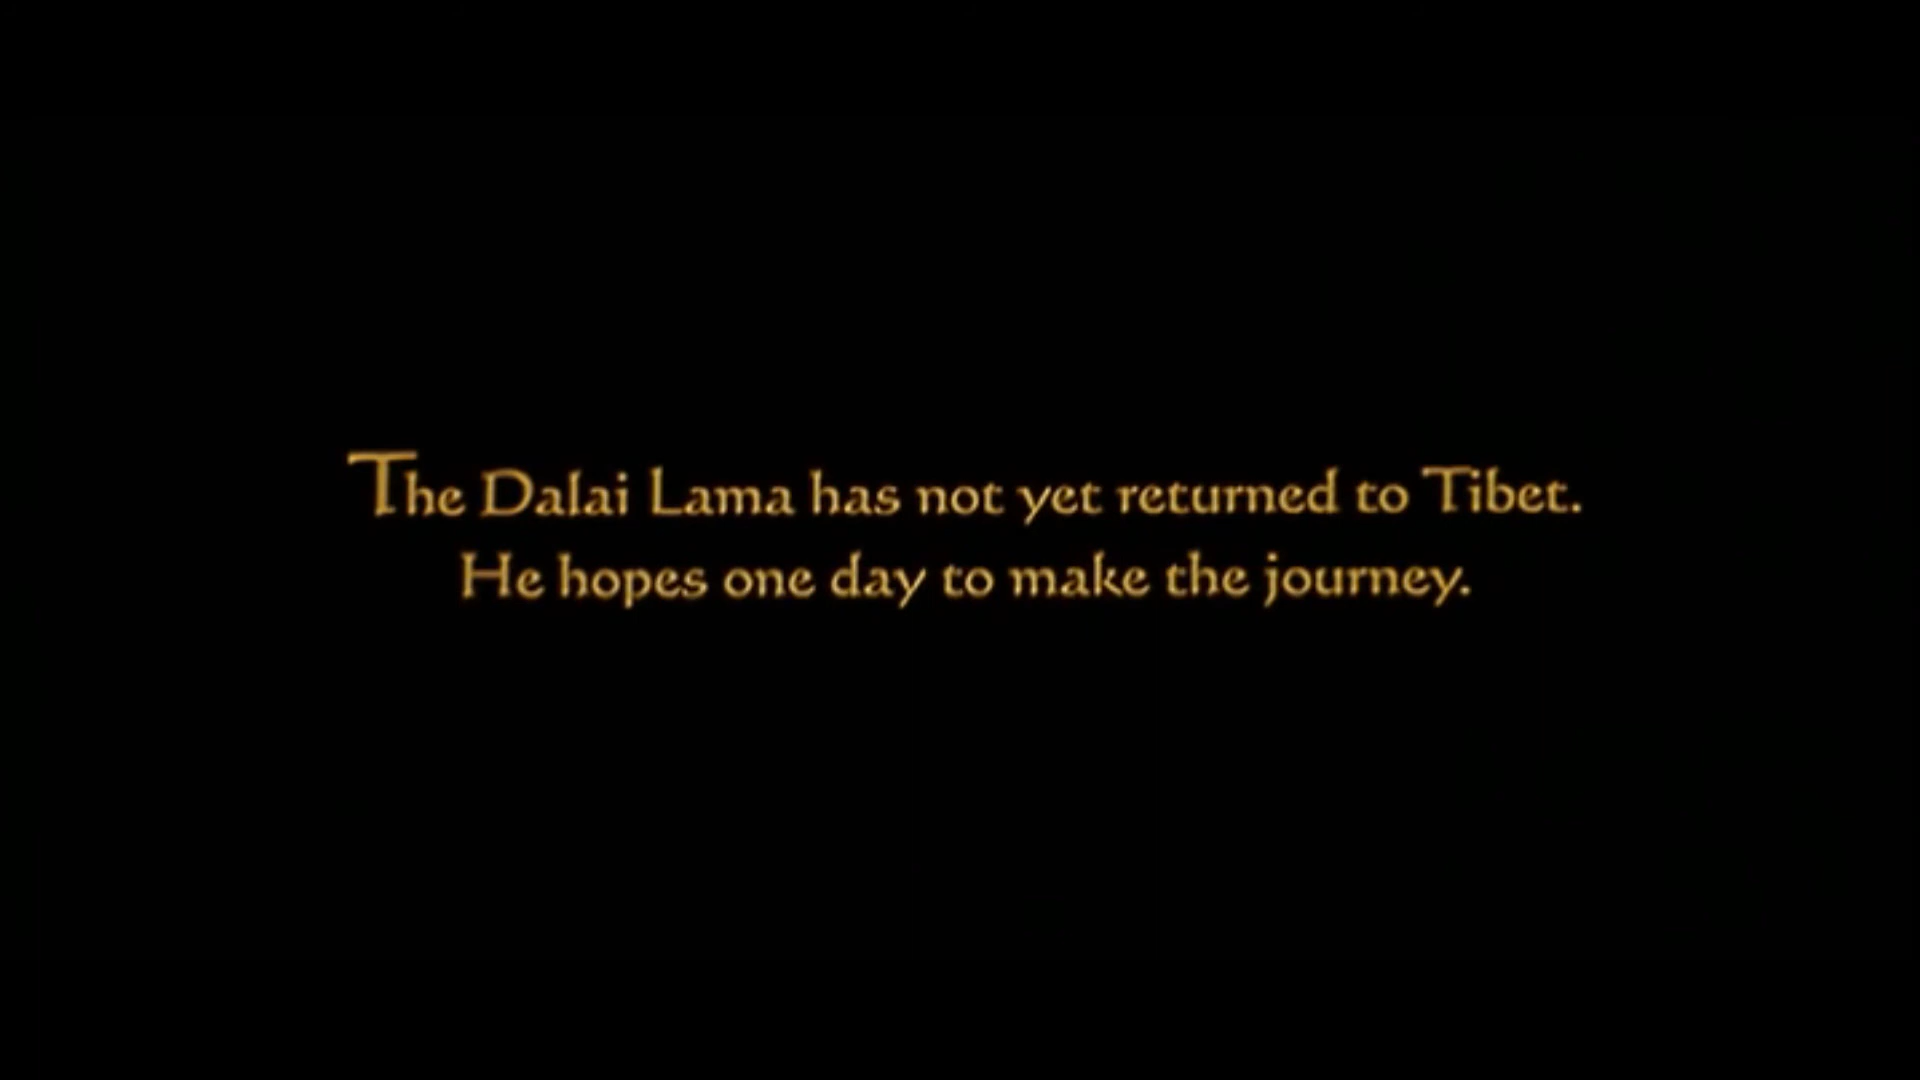 The Dalai Lama has not yet returned to Tibet.
He hopes one day to make the journey.